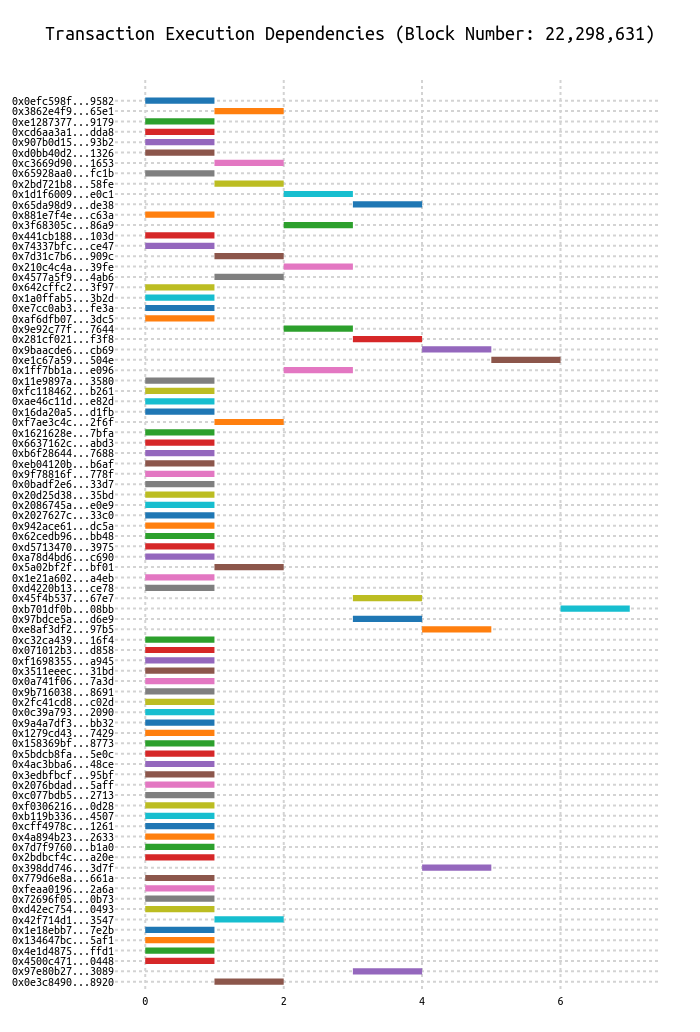 Transaction Execution Dependencies (Block Number: 22,298,631)
0x0efc598f...9582
0x3862e4f9...65e1
0xe1287377...9179
0xcd6aa3a1...dda8
0x907b0d15...93b2
0xd0bb40d2...1326
0xc3669d90...1653
0x65928aa0...fc1b
0x2bd721b8...58fe
0x1d1f6009...e0c1
0x65da98d9...de38
0x881e7f4e...c63a
0x3f68305c...86a9
0x441cb188...103d
0x74337bfc...ce47
0x7d31c7b6...909c
0x210c4c4a...39fe
0x4577a5f9...4ab6
0x642cffc2...3f97
0x1a0ffab5...3b2d
0xe7cc0ab3...fe3a
0xaf6dfb07...3dc5
0x9e92c77f...7644
0x281cf021...f3f8
0x9baacde6...cb69
0xe1c67a59...504e
0x1ff7bb1a...e096
0x11e9897a...3580
0xfc118462...b261
0xae46c11d...e82d
0x16da20a5...d1fb
0xf7ae3c4c...2f6f
0x1621628e...7bfa
0x6637162c...abd3
0xb6f28644...7688
0xeb04120b...b6af
0x9f78816f...778f
0x0badf2e6...33d7
0x20d25d38...35bd
0x2086745a...e0e9
0x2027627c...33c0
0x942ace61...dc5a
0x62cedb96...bb48
0xd5713470...3975
0xa78d4bd6...c690
0x5a02bf2f...bf01
0x1e21a602...a4eb
0xd4220b13...ce78
0x45f4b537...67e7
0xb701df0b...08bb
0x97bdce5a...d6e9
0xe8af3df2...97b5
0xc32ca439...16f4
0x071012b3...d858
0xf1698355...a945
0x3511eeec...31bd
0x0a741f06...7a3d
0x9b716038...8691
0x2fc41cd8...c02d
0x0c39a793...2090
0x9a4a7df3...bb32
0x1279cd43...7429
0x158369bf...8773
0x5bdcb8fa...5e0c
0x4ac3bba6...48ce
0x3edbfbcf...95bf
0x2076bdad...5aff
0xc077bdb5...2713
0xf0306216...0d28
0xb119b336...4507
0xcff4978c...1261
0x4a894b23...2633
0x7d7f9760...b1a0
0x2bdbcf4c...a20e
0x398dd746...3d7f
0x779d6e8a...661a
0xfeaa0196...2a6a
0x72696f05...0b73
0xd42ec754...0493
0x42f714d1...3547
0x1e18ebb7...7e2b
0x134647bc...5af1
0x4e1d4875...ffd1
0x4500c471...0448
0x97e80b27...3089
0x0e3c8490...8920
0 2 4 6